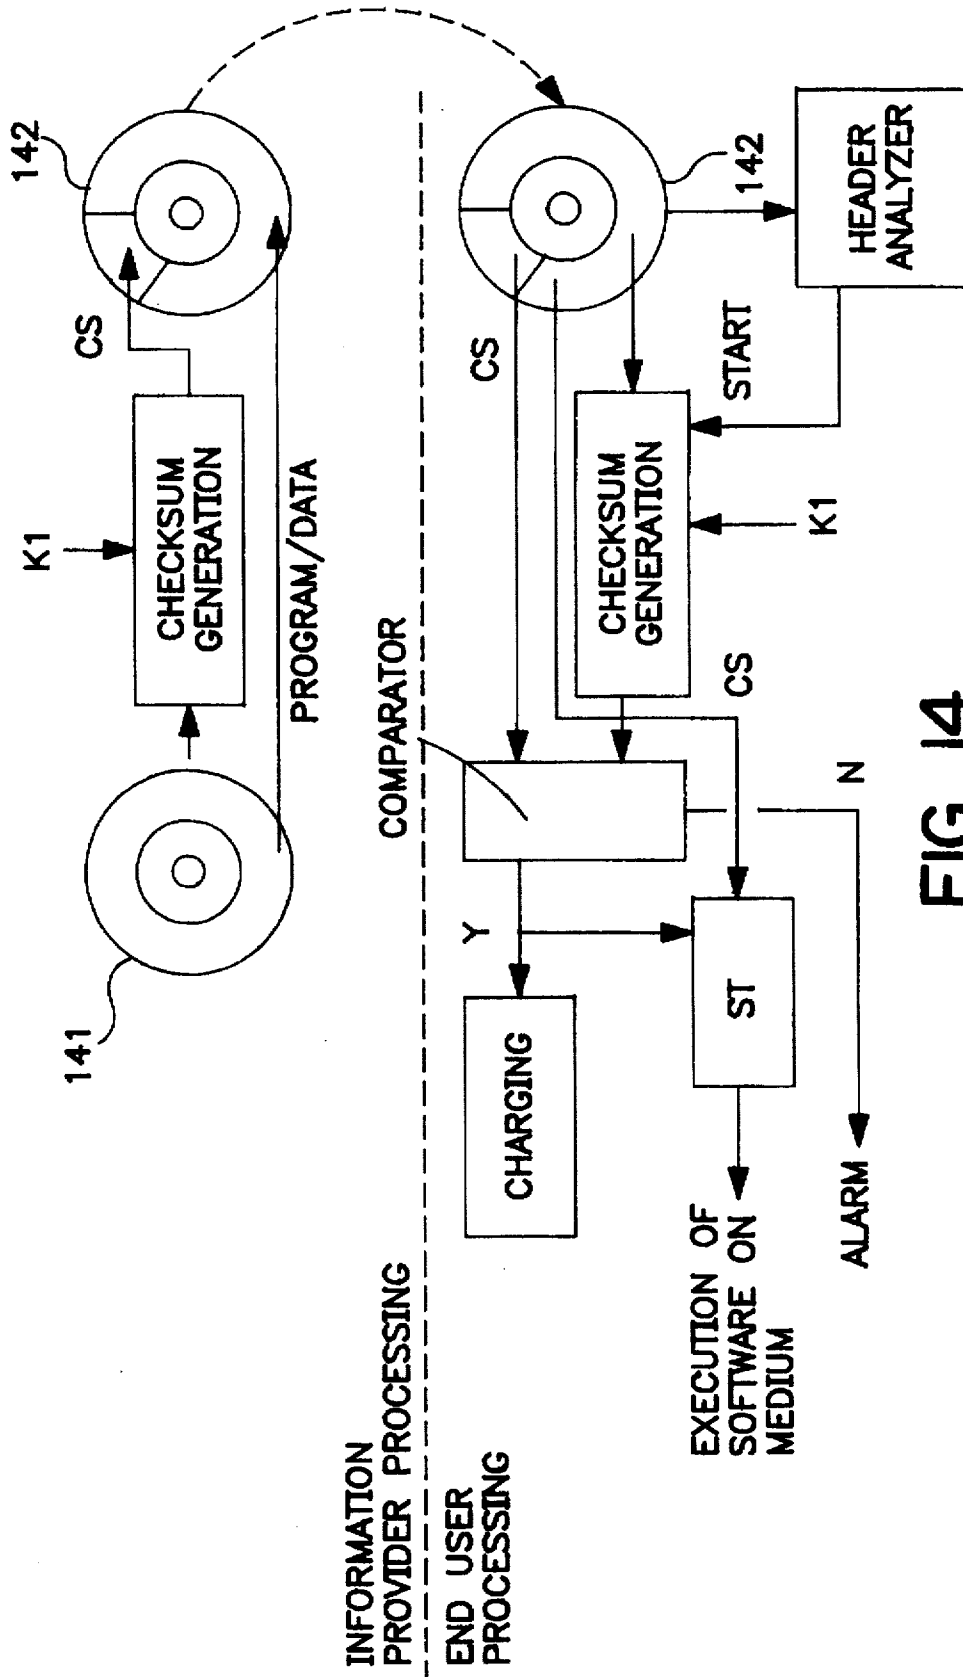 INFORMATION
PROVIDER PROCESSING
141
K1
CHECKSUM
GENERATION
CS
142
PROGRAM/DATA
END USER
PROCESSING
COMPARATOR
CS
Y
CHARGING
CHECKSUM
GENERATION
CS
K1
START
142
HEADER
ANALYZER
ST
N
EXECUTION OF
SOFTWARE ON
MEDIUM
ALARM
FIG. 14